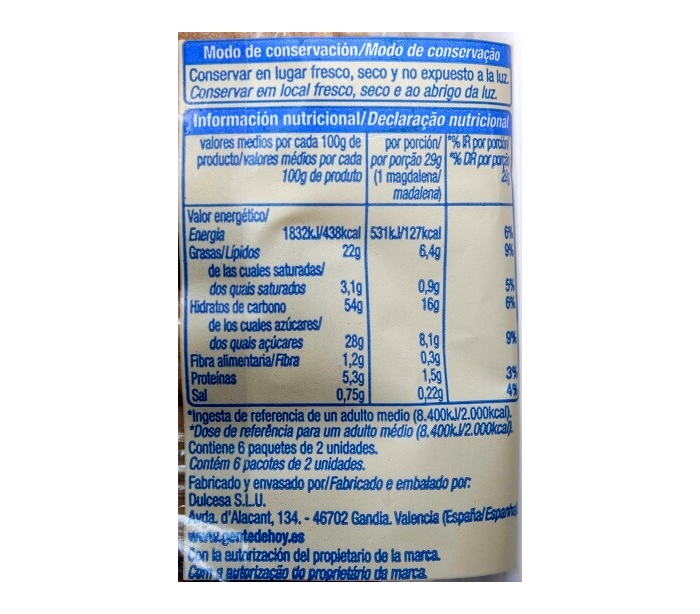 Modo de conservación/Modo de conservação
Conservar en lugar fresco, seco y no expuesto a la luz.
Conservar em local fresco, seco e ao abrigo da luz.
Información nutricional/Declaração nutricional
valores medios por cada 100g de por porción/ *% IR por porción/
producto/valores médios por cada por porção 29g *% DR por porção
100g de produto (1 magdalena/
madalena)
Valor energético/
Energia 1832kJ/438kcal 531kJ/127kcal 6%
Grasas/Lípidos 22g 6,4g 9%
de las cuales saturadas/
dos quais saturados 3,1g 0,9g 5%
Hidratos de carbono 54g 16g 6%
de los cuales azúcares/
dos quais açúcares 28g 8,1g 9%
Fibra alimentaria/Fibra 1,2g 0,3g
Proteínas 5,3g 1,5g 3%
Sal 0,75g 0,22g 4%
*Ingesta de referencia de un adulto medio (8.400kJ/2.000kcal).
*Dose de referência para um adulto médio (8.400kJ/2.000kcal).
Contiene 6 paquetes de 2 unidades.
Contém 6 pacotes de 2 unidades.
Fabricado y envasado por/Fabricado e embalado por:
Dulcesa S.L.U.
Avda. d'Alacant, 134. - 46702 Gandia. Valencia (España/Espanha
www.gentedehoy.es
Con la autorización del propietario de la marca.
Com a autorização do proprietário da marca.